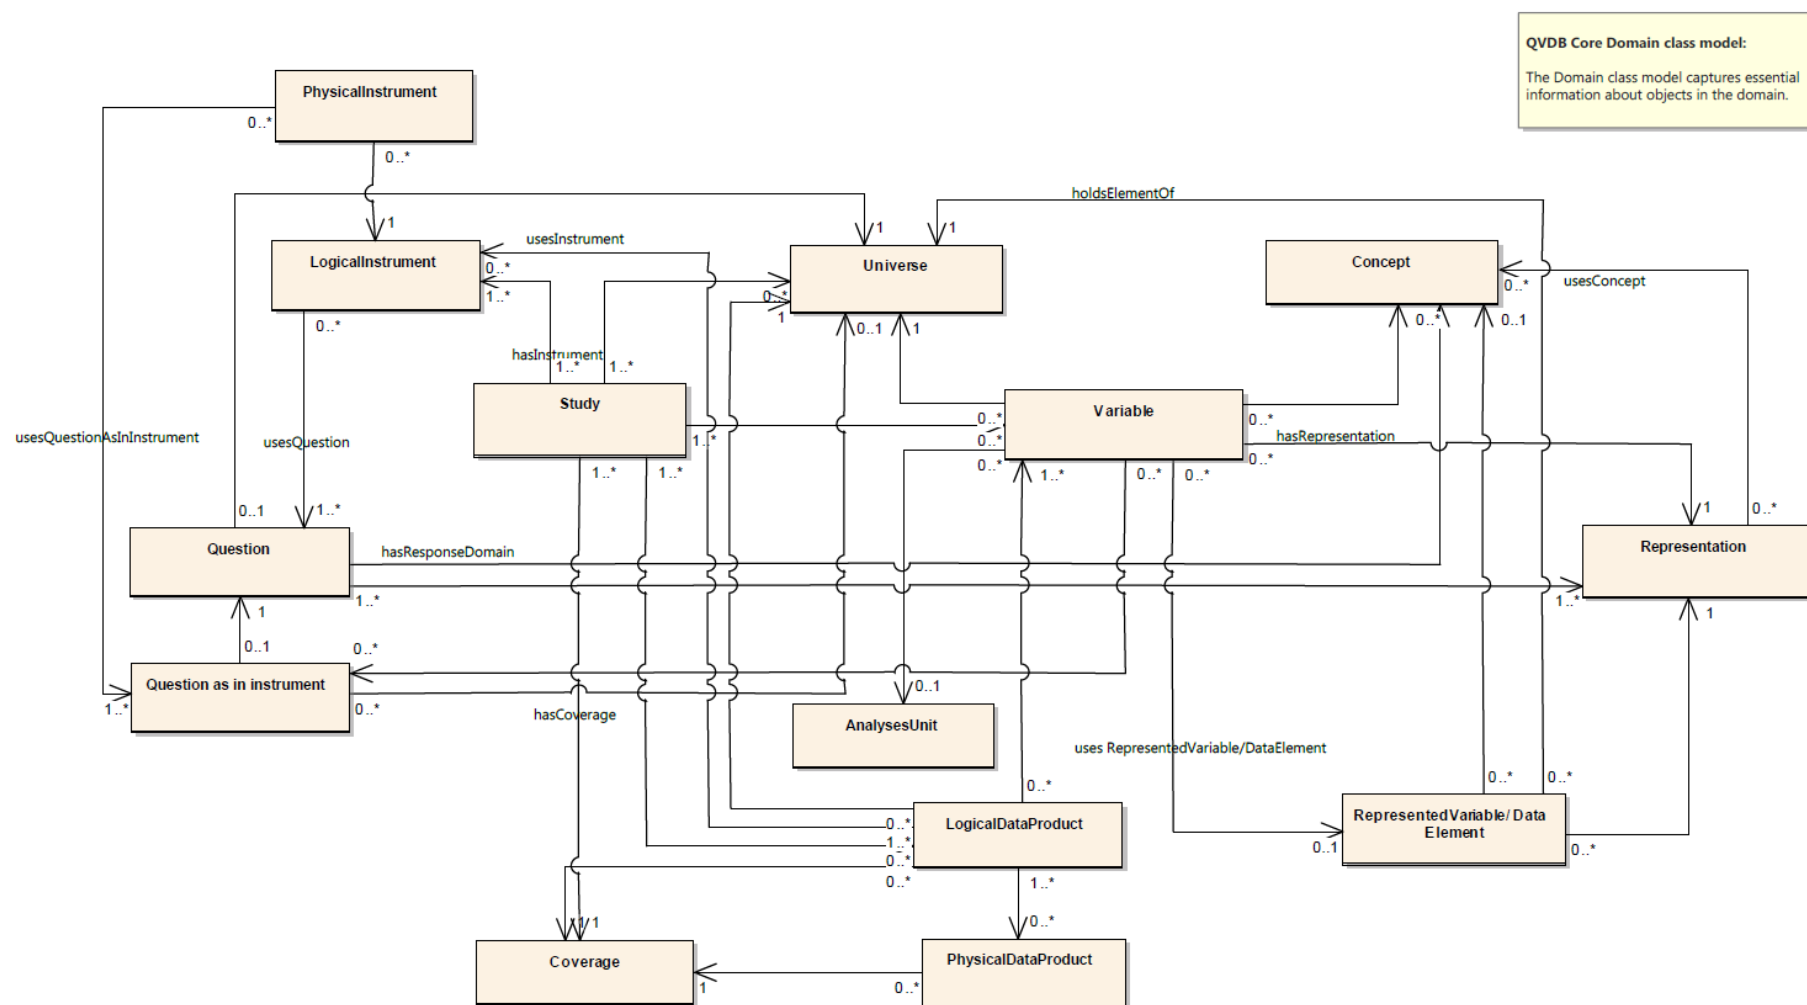 QVDB Core Domain class model:
The Domain class model captures essential
information about objects in the domain.
PhysicalInstrument
0..*
0..*
holdsElementOf
1
1
1
usesInstrument
LogicalInstrument
Universe
Concept
0..*
usesConcept
0..*
1..*
0..*
1
0..*
0..1
1
0..*
0..1
hasInstrument
1..*
1..*
Study
Variable
0..*
0..*
usesQuestionAsInInstrument
usesQuestion
1..*
0..*
hasRepresentation
0..*
0..*
1..*
1..*
1..*
0..*
0..*
0..1
1..*
1
0..*
Question
hasResponseDomain
Representation
1..*
1..*
1
1
0..1
0..*
Question as in instrument
0..1
1..*
0..*
hasCoverage
AnalysesUnit
uses RepresentedVariable/DataElement
0..*
0..*
0..*
LogicalDataProduct
RepresentedVariable/ Data
Element
0..*
1..*
0..1
0..*
0..*
0..*
1..*
1
1
0..*
Coverage
PhysicalDataProduct
1
0..*